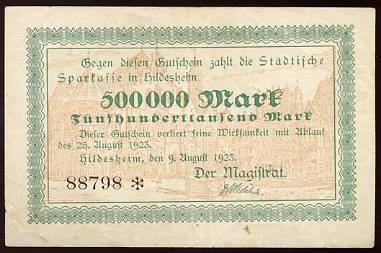 Gegen diesen Gutschein zahlt die Städtische
Sparkasse in Hildesheim
500000 Mark
Fünfhunderttausend Mark
Dieser Gutschein verliert seine Wirksamkeit mit Ablauf
des 25. August 1923.
Hildesheim, den 9. August 1923.
Der Magistrat.
88798 *